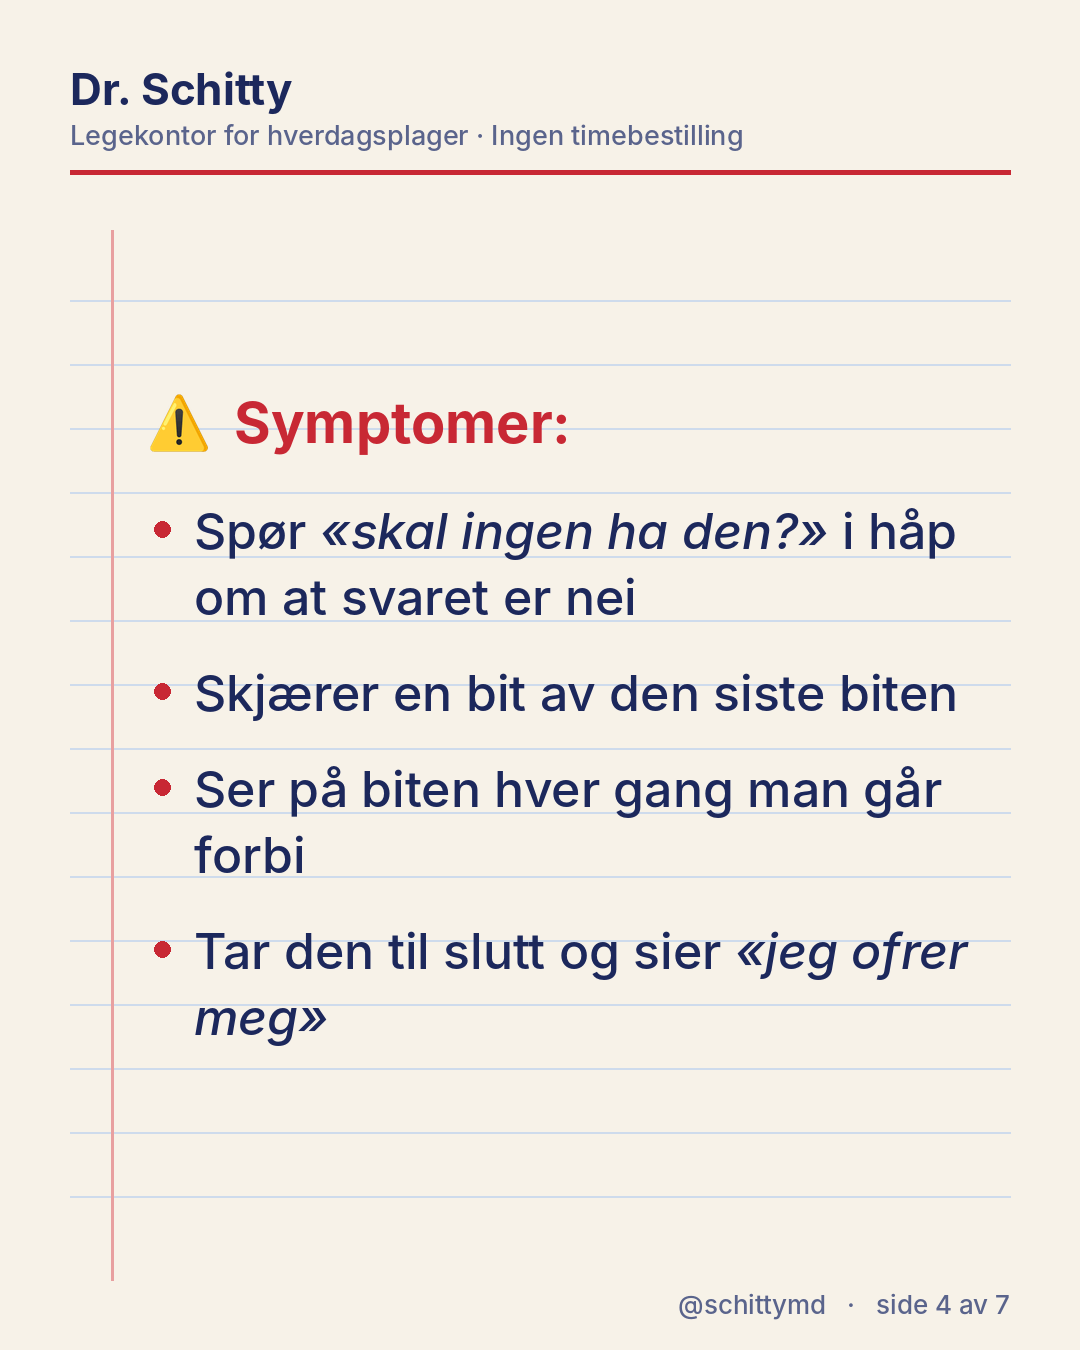 Dr. Schitty
Legekontor for hverdagsplager · Ingen timebestilling
⚠️ Symptomer:
• Spør «skal ingen ha den?» i håp
om at svaret er nei
• Skjærer en bit av den siste biten
• Ser på biten hver gang man går
forbi
• Tar den til slutt og sier «jeg ofrer
meg»
@schittymd · side 4 av 7